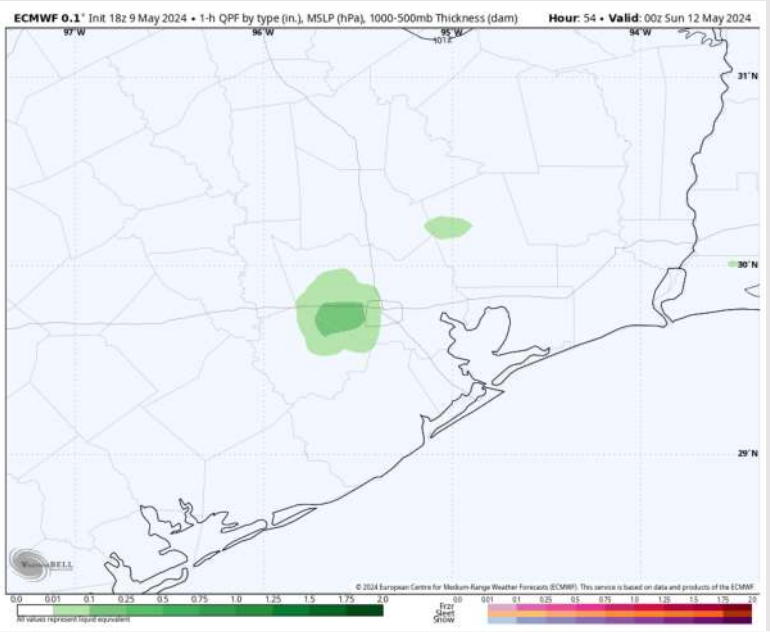 ECMWF 0.1° Init 18z 9 May 2024 • 1-h QPF by type (in.), MSLP (hPa), 1000-500mb Thickness (dam) Hour: 54 • Valid: 00z Sun 12 May 2024
97°W 96°W 95°W 94°W
31°N
30°N
29°N
WeatherBELL
© 2024 European Centre for Medium-Range Weather Forecasts (ECMWF). This service is based on data and products of the ECMWF
0.0 0.01 0.1 0.25 0.5 0.75 1.0 1.25 1.5 1.75 2.0
All values represent liquid equivalent
0.0 0.01 0.1 0.25 0.5 0.75 1.0 1.25 1.5 1.75 2.0
Frzr
Sleet
Snow